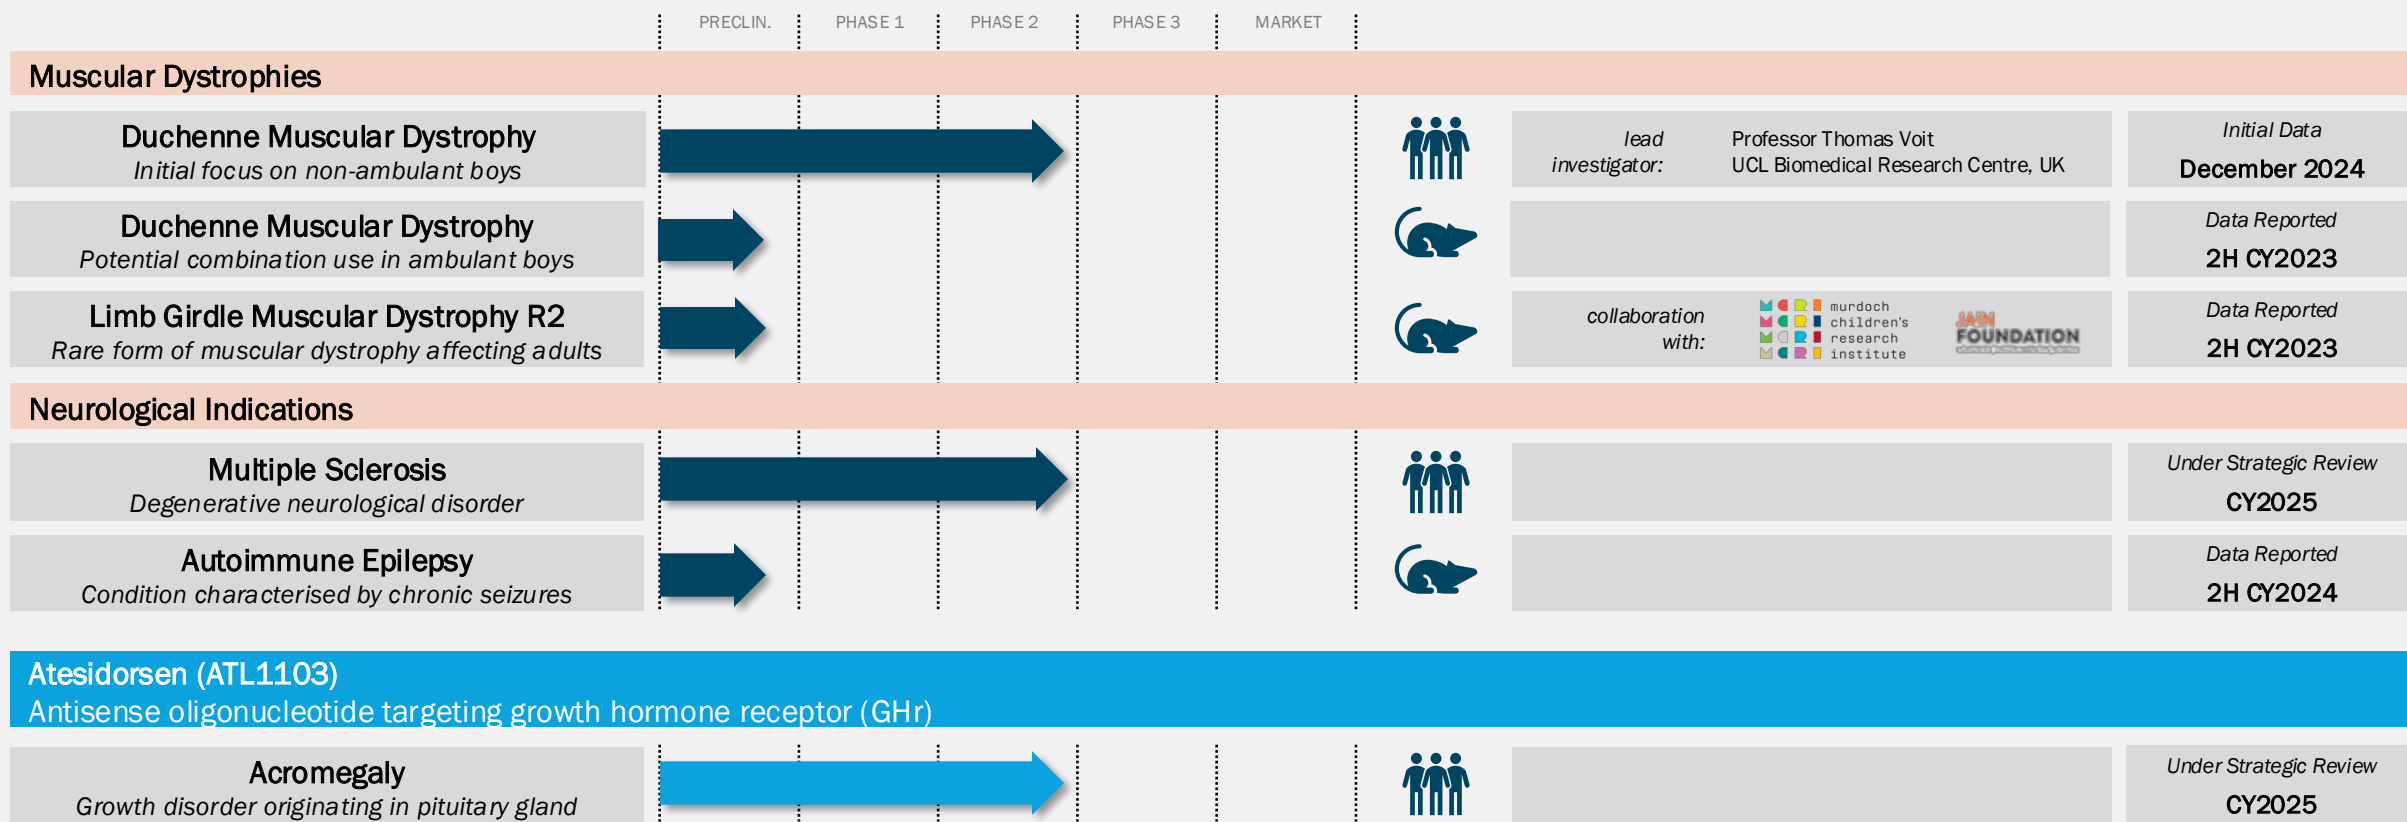 PRECLIN. PHASE 1 PHASE 2 PHASE 3 MARKET
Muscular Dystrophies
Duchenne Muscular Dystrophy
Initial focus on non-ambulant boys
lead
investigator:
Professor Thomas Voit
UCL Biomedical Research Centre, UK
Initial Data
December 2024
Duchenne Muscular Dystrophy
Potential combination use in ambulant boys
Data Reported
2H CY2023
Limb Girdle Muscular Dystrophy R2
Rare form of muscular dystrophy affecting adults
collaboration
with:
MCRI murdoch
MCRI children's
MCRI research
MCRI institute
JAIN
FOUNDATION
Data Reported
2H CY2023
Neurological Indications
Multiple Sclerosis
Degenerative neurological disorder
Under Strategic Review
CY2025
Autoimmune Epilepsy
Condition characterised by chronic seizures
Data Reported
2H CY2024
Atesidorsen (ATL1103)
Antisense oligonucleotide targeting growth hormone receptor (GHr)
Acromegaly
Growth disorder originating in pituitary gland
Under Strategic Review
CY2025